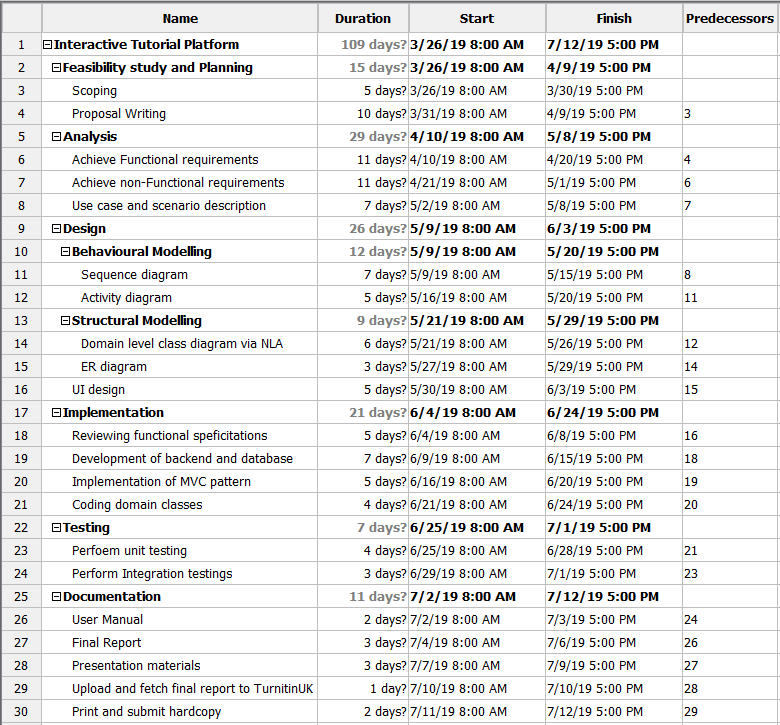 Name Duration Start Finish Predecessors
1 Interactive Tutorial Platform 109 days? 3/26/19 8:00 AM 7/12/19 5:00 PM
2 Feasibility study and Planning 15 days? 3/26/19 8:00 AM 4/9/19 5:00 PM
3 Scoping 5 days? 3/26/19 8:00 AM 3/30/19 5:00 PM
4 Proposal Writing 10 days? 3/31/19 8:00 AM 4/9/19 5:00 PM 3
5 Analysis 29 days? 4/10/19 8:00 AM 5/8/19 5:00 PM
6 Achieve Functional requirements 11 days? 4/10/19 8:00 AM 4/20/19 5:00 PM 4
7 Achieve non-Functional requirements 11 days? 4/21/19 8:00 AM 5/1/19 5:00 PM 6
8 Use case and scenario description 7 days? 5/2/19 8:00 AM 5/8/19 5:00 PM 7
9 Design 26 days? 5/9/19 8:00 AM 6/3/19 5:00 PM
10 Behavioural Modelling 12 days? 5/9/19 8:00 AM 5/20/19 5:00 PM
11 Sequence diagram 7 days? 5/9/19 8:00 AM 5/15/19 5:00 PM 8
12 Activity diagram 5 days? 5/16/19 8:00 AM 5/20/19 5:00 PM 11
13 Structural Modelling 9 days? 5/21/19 8:00 AM 5/29/19 5:00 PM
14 Domain level class diagram via NLA 6 days? 5/21/19 8:00 AM 5/26/19 5:00 PM 12
15 ER diagram 3 days? 5/27/19 8:00 AM 5/29/19 5:00 PM 14
16 UI design 5 days? 5/30/19 8:00 AM 6/3/19 5:00 PM 15
17 Implementation 21 days? 6/4/19 8:00 AM 6/24/19 5:00 PM
18 Reviewing functional speficitations 5 days? 6/4/19 8:00 AM 6/8/19 5:00 PM 16
19 Development of backend and database 7 days? 6/9/19 8:00 AM 6/15/19 5:00 PM 18
20 Implementation of MVC pattern 5 days? 6/16/19 8:00 AM 6/20/19 5:00 PM 19
21 Coding domain classes 4 days? 6/21/19 8:00 AM 6/24/19 5:00 PM 20
22 Testing 7 days? 6/25/19 8:00 AM 7/1/19 5:00 PM
23 Perfoem unit testing 4 days? 6/25/19 8:00 AM 6/28/19 5:00 PM 21
24 Perform Integration testings 3 days? 6/29/19 8:00 AM 7/1/19 5:00 PM 23
25 Documentation 11 days? 7/2/19 8:00 AM 7/12/19 5:00 PM
26 User Manual 2 days? 7/2/19 8:00 AM 7/3/19 5:00 PM 24
27 Final Report 3 days? 7/4/19 8:00 AM 7/6/19 5:00 PM 26
28 Presentation materials 3 days? 7/7/19 8:00 AM 7/9/19 5:00 PM 27
29 Upload and fetch final report to TurnitinUK 1 day? 7/10/19 8:00 AM 7/10/19 5:00 PM 28
30 Print and submit hardcopy 2 days? 7/11/19 8:00 AM 7/12/19 5:00 PM 29